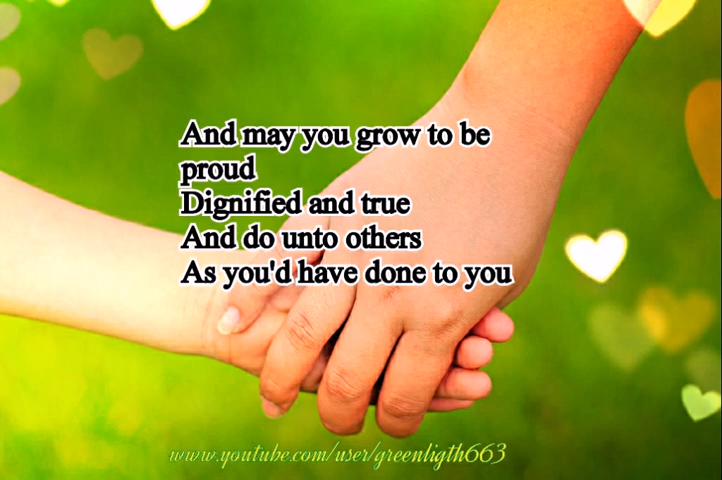 And may you grow to be
proud
Dignified and true
And do unto others
As you'd have done to you
www.youtube.com/user/greenligth663